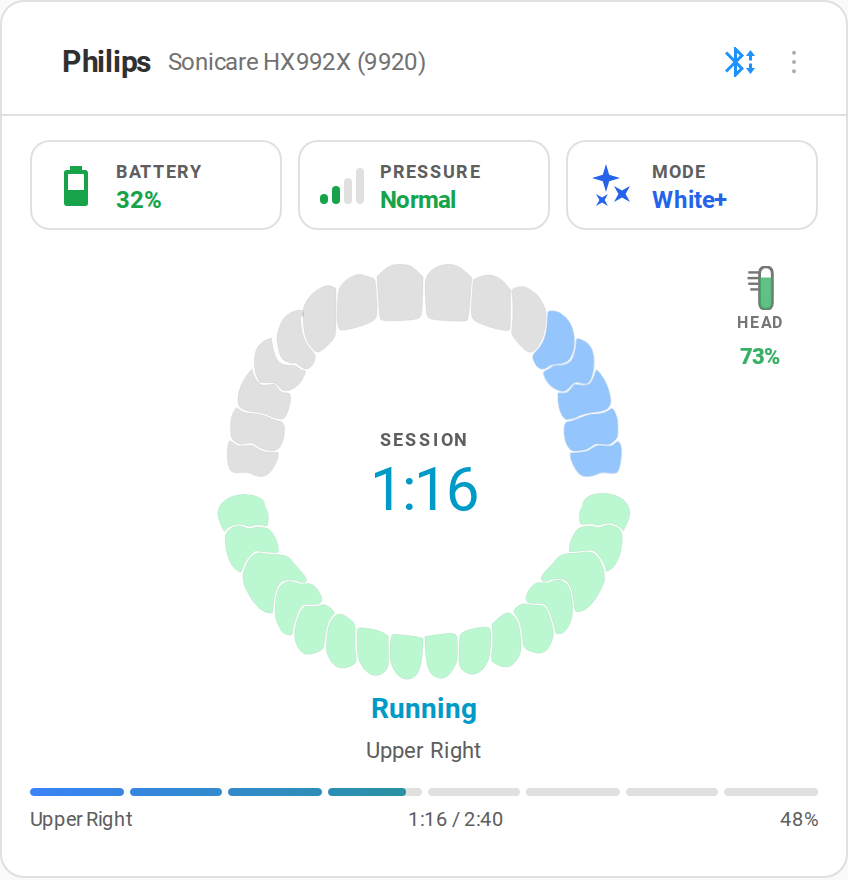 Philips Sonicare HX992X (9920)
BATTERY
32%
PRESSURE
Normal
MODE
White+
HEAD
73%
SESSION
1:16
Running
Upper Right
Upper Right 1:16 / 2:40 48%